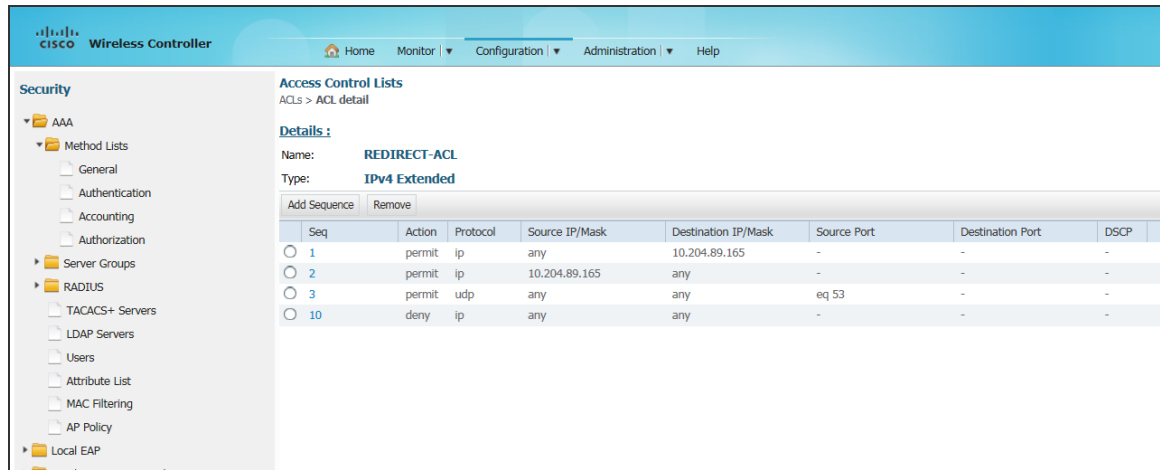 cisco Wireless Controller
Home Monitor Configuration Administration Help
Security
AAA
Method Lists
General
Authentication
Accounting
Authorization
Server Groups
RADIUS
TACACS+ Servers
LDAP Servers
Users
Attribute List
MAC Filtering
AP Policy
Local EAP
Access Control Lists
ACLs > ACL detail
Details :
Name: REDIRECT-ACL
Type: IPv4 Extended
Add Sequence Remove
Seq Action Protocol Source IP/Mask Destination IP/Mask Source Port Destination Port DSCP
1 permit ip any 10.204.89.165 - - -
2 permit ip 10.204.89.165 any - - -
3 permit udp any any eq 53 - -
10 deny ip any any - - -